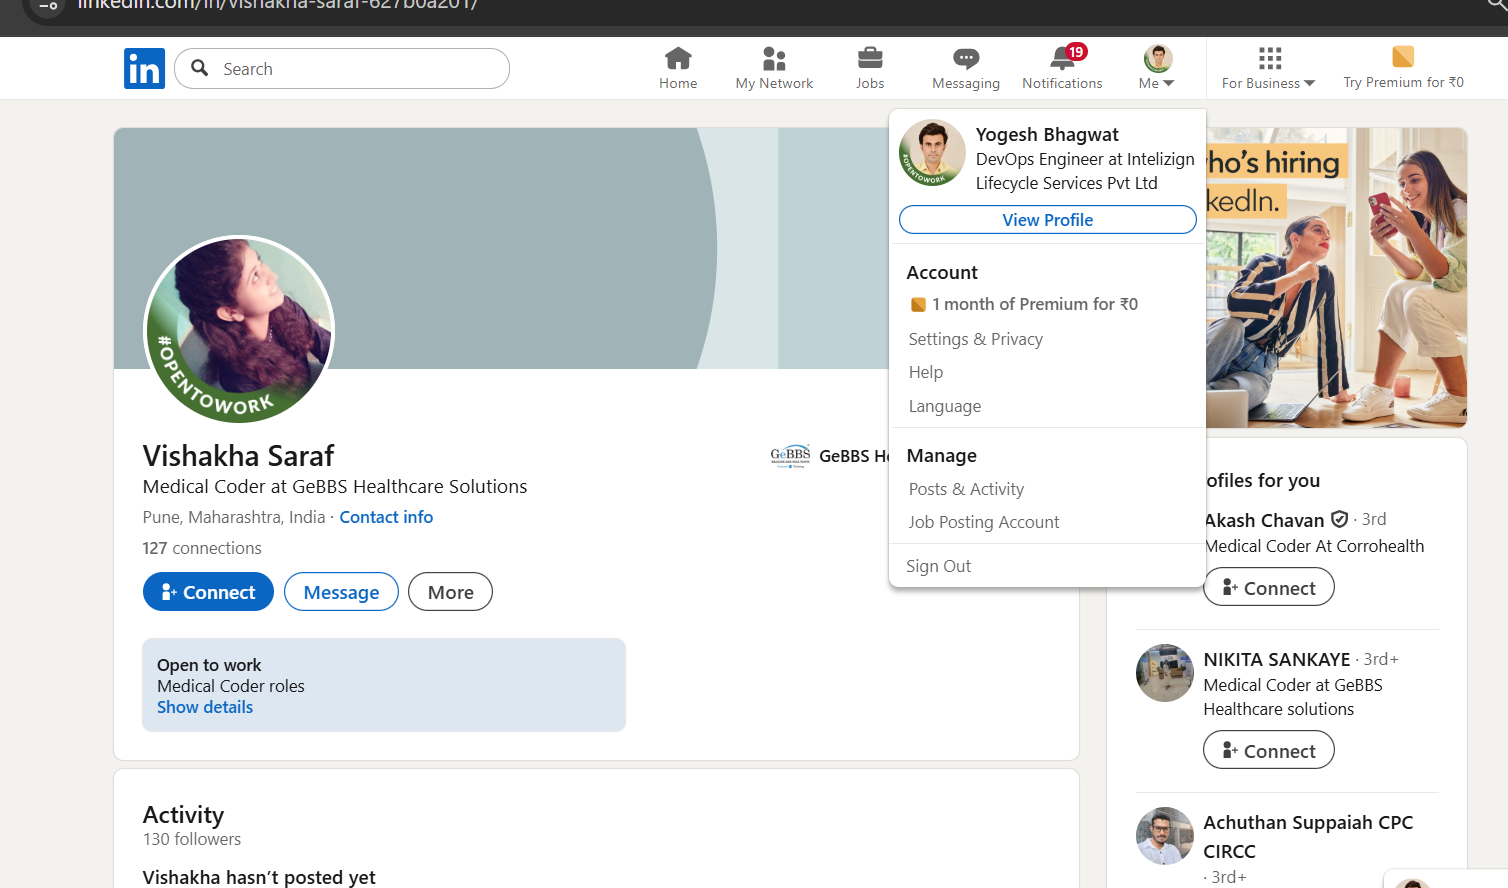 linkedin.com/in/vishakha-saraf-627b0a201/
in
Search
Home
My Network
Jobs
Messaging
19
Notifications
Me
For Business
Try Premium for ₹0
Yogesh Bhagwat
DevOps Engineer at Intelizign
Lifecycle Services Pvt Ltd
#OPENTOWORK
View Profile
Account
1 month of Premium for ₹0
Settings & Privacy
Help
Language
Manage
Posts & Activity
Job Posting Account
Sign Out
ho's hiring
kedIn.
#OPENTOWORK
Vishakha Saraf
Medical Coder at GeBBS Healthcare Solutions
Pune, Maharashtra, India · Contact info
127 connections
Connect
Message
More
GeBBS
GeBBS He
Open to work
Medical Coder roles
Show details
Activity
130 followers
Vishakha hasn't posted yet
ofiles for you
Akash Chavan · 3rd
Medical Coder At Corrohealth
Connect
NIKITA SANKAYE · 3rd+
Medical Coder at GeBBS
Healthcare solutions
Connect
Achuthan Suppaiah CPC
CIRCC
· 3rd+